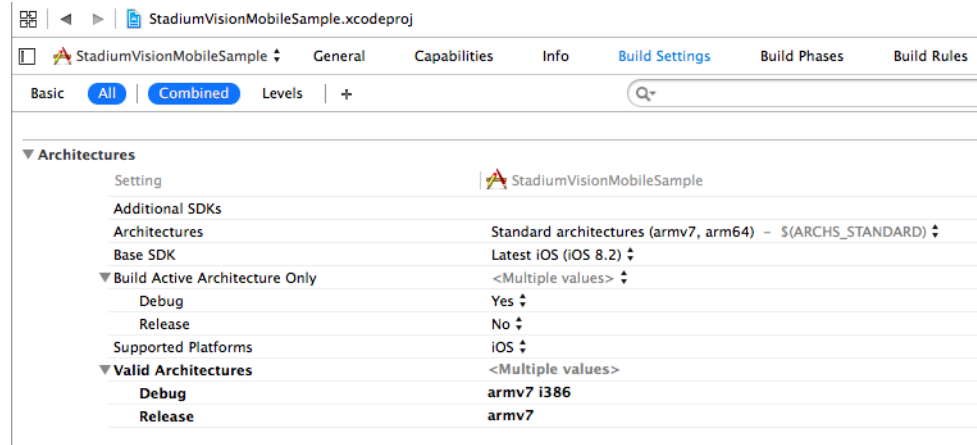 StadiumVisionMobileSample.xcodeproj
StadiumVisionMobileSample General Capabilities Info Build Settings Build Phases Build Rules
Basic All Combined Levels +
Architectures
Setting StadiumVisionMobileSample
Additional SDKs
Architectures Standard architectures (armv7, arm64) – $(ARCHS_STANDARD)
Base SDK Latest iOS (iOS 8.2)
Build Active Architecture Only <Multiple values>
Debug Yes
Release No
Supported Platforms iOS
Valid Architectures <Multiple values>
Debug armv7 i386
Release armv7